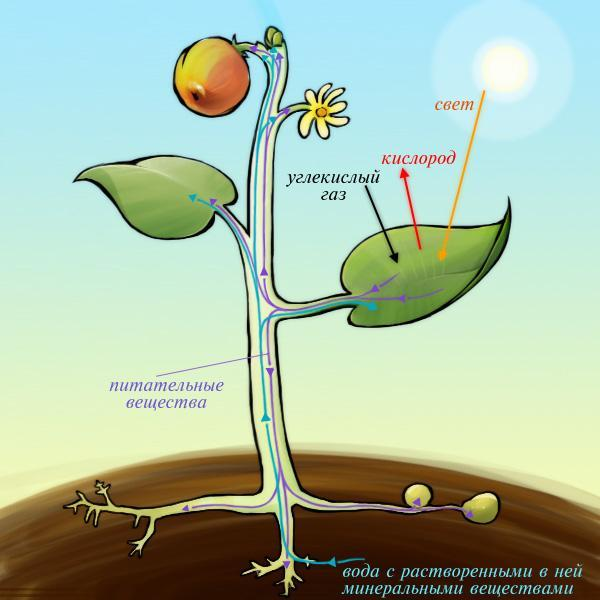 свет
кислород
углекислый
газ
питательные
вещества
вода с растворенными в ней
минеральными веществами